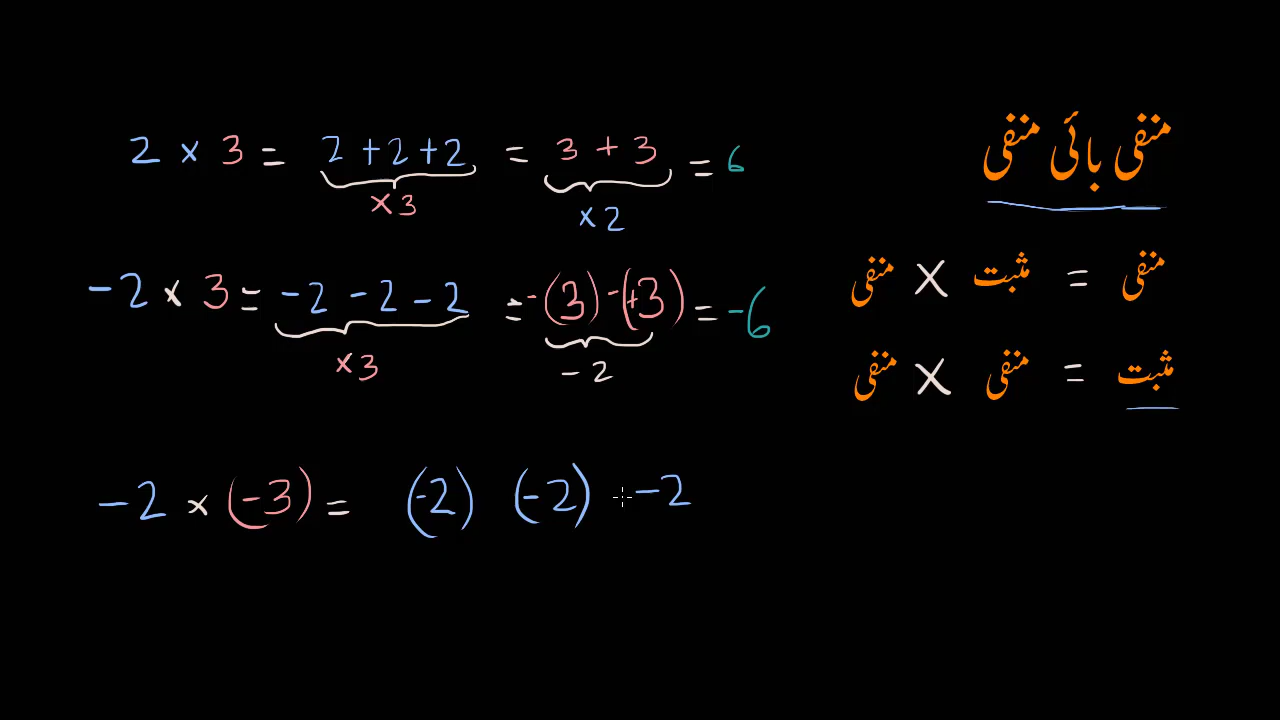 منفی بائی منفی
2 × 3 = 2 + 2 + 2 = 3 + 3 = 6
×3 ×2
منفی × مثبت = منفی
-2 × 3 = -2 -2 -2 = -(3) -(+3) = -6
×3 -2
منفی × منفی = مثبت
-2 × (-3) = (-2) (-2) -2